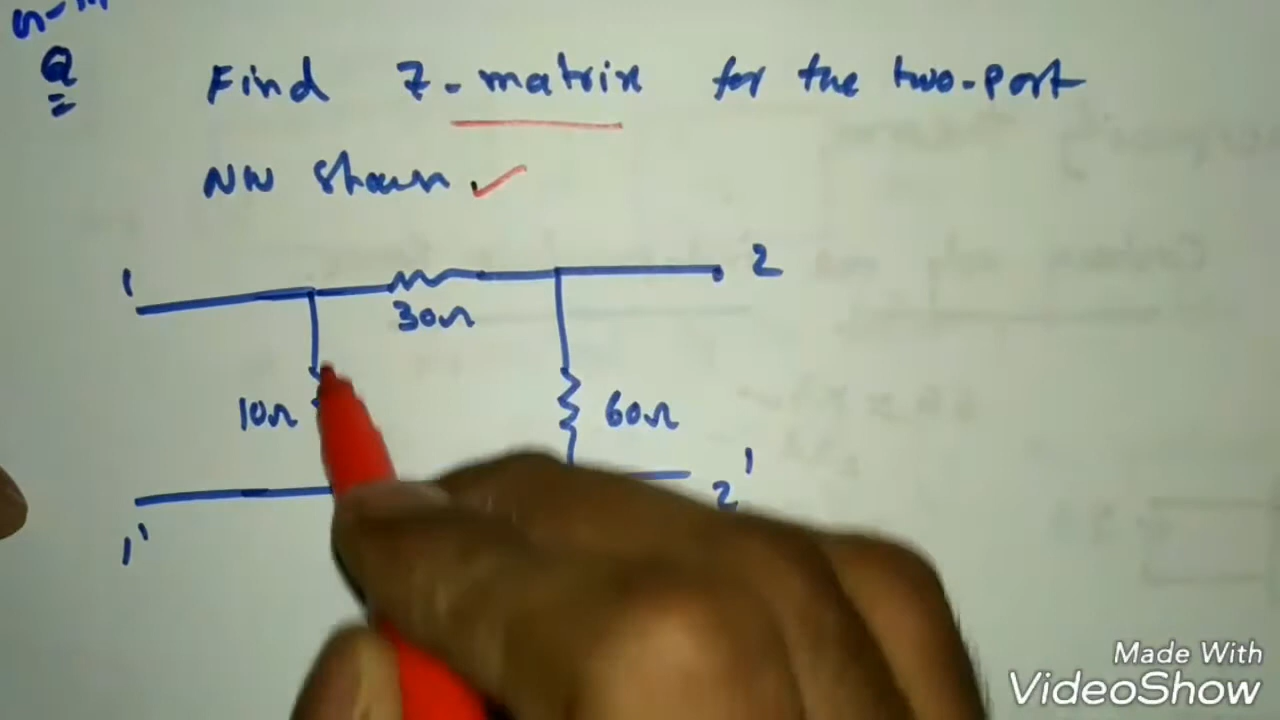 Q
Find Z-matrix for the two-port
NW shown
1
2
30Ω
10Ω
60Ω
1'
2'
Made With
VideoShow